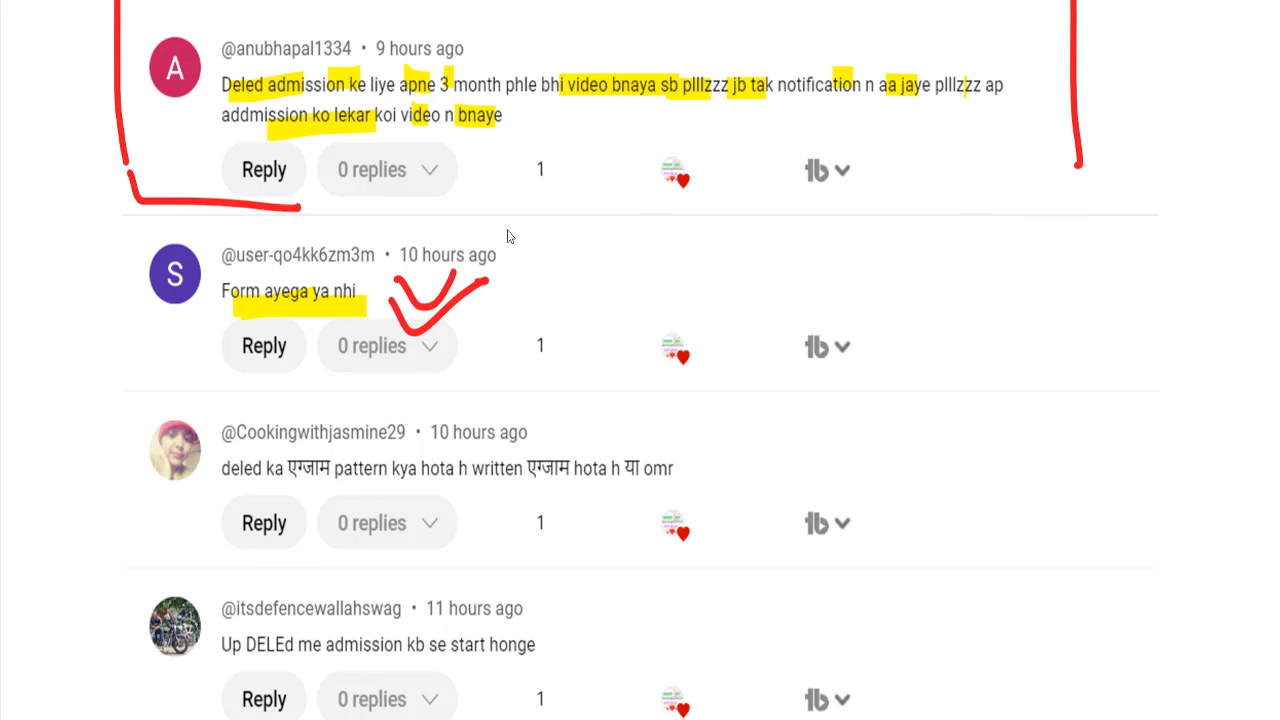 A
@anubhapal1334 • 9 hours ago
Deled admission ke liye apne 3 month phle bhi video bnaya sb plllzzz jb tak notification n aa jaye plllzzz ap
addmission ko lekar koi video n bnaye
Reply 0 replies 1
S
@user-qo4kk6zm3m • 10 hours ago
Form ayega ya nhi
Reply 0 replies 1
@Cookingwithjasmine29 • 10 hours ago
deled ka एग्जाम pattern kya hota h written एग्जाम hota h या omr
Reply 0 replies 1
@itsdefencewallahswag • 11 hours ago
Up DELEd me admission kb se start honge
Reply 0 replies 1